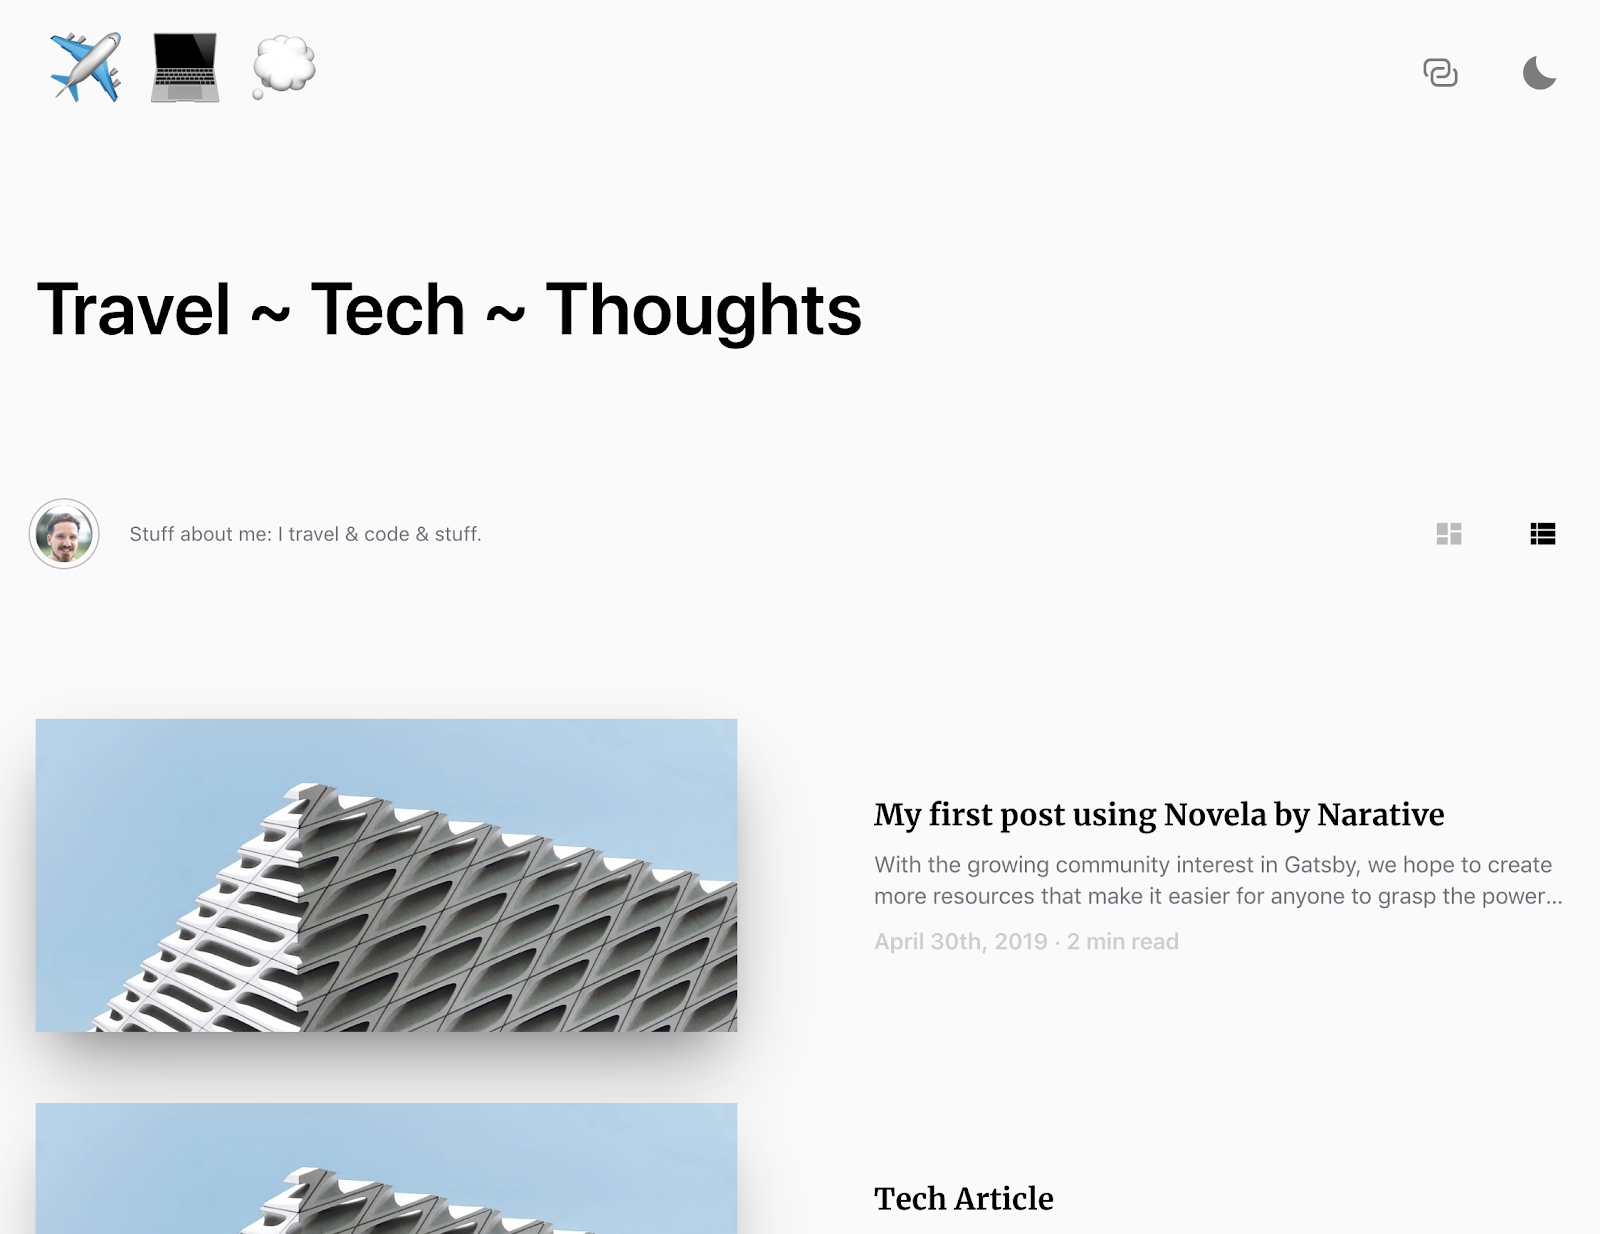 Travel ~ Tech ~ Thoughts
Stuff about me: I travel & code & stuff.
My first post using Novela by Narative
With the growing community interest in Gatsby, we hope to create
more resources that make it easier for anyone to grasp the power...
April 30th, 2019 · 2 min read
Tech Article